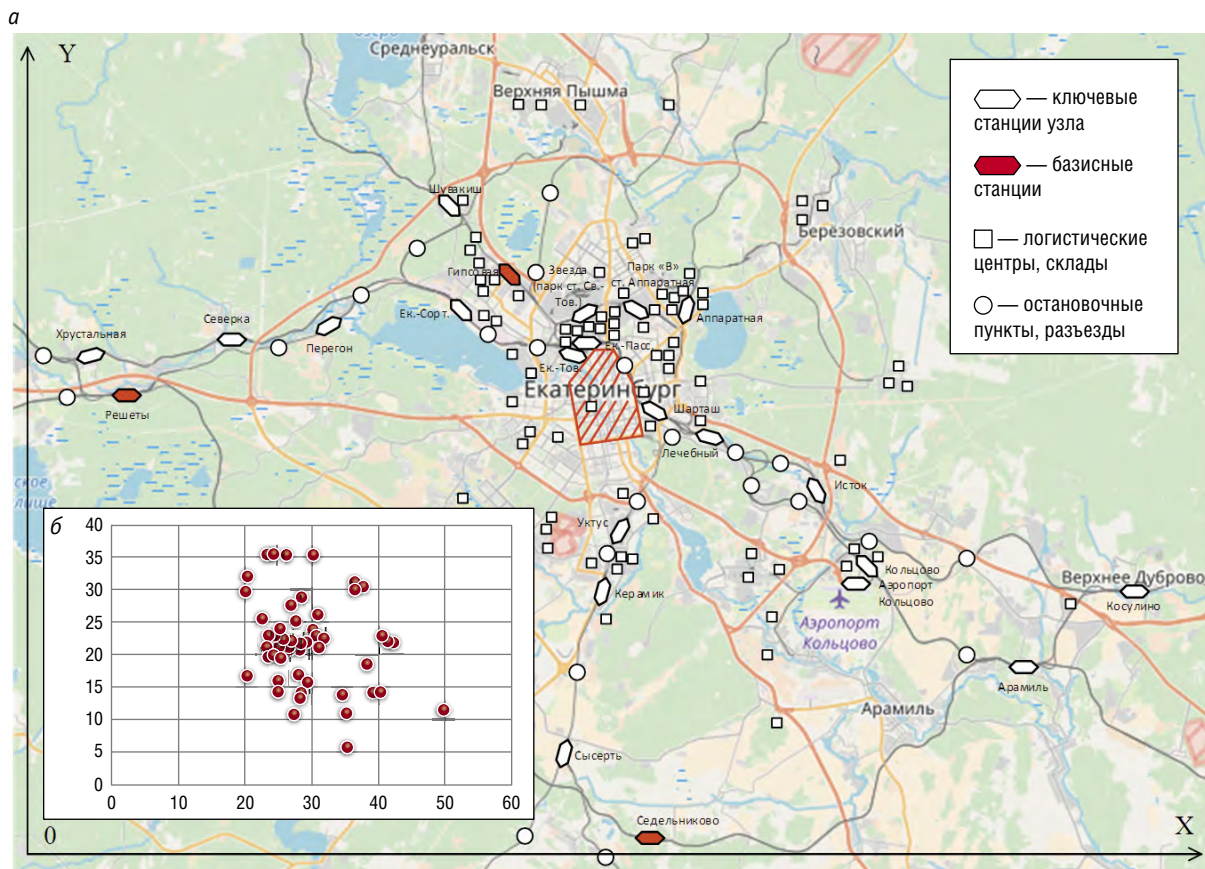 а
Y
Среднеуральск
Верхняя Пышма
— ключевые
станции узла
— базисные
станции
— логистические
центры, склады
— остановочные
пункты, разъезды
Шувакиш
Берёзовский
Гипсовая
Звезда
(парк ст. Св.-
Тов.)
Парк «В»
ст. Аппаратная
Ек.-Сорт.
Аппаратная
Северка
Хрустальная
Перегон
Ек.-Пасс.
Ек.-Тов.
Екатеринбург
Решеты
Шарташ
Лечебный
Исток
Уктус
Кольцово
Аэропорт
Кольцово
Верхнее Дуброво
Косулино
Керамик
Аэропорт
Кольцово
Арамиль
Арамиль
Сысерть
Седельниково
X
0
б
40
35
30
25
20
15
10
5
0
0 10 20 30 40 50 60